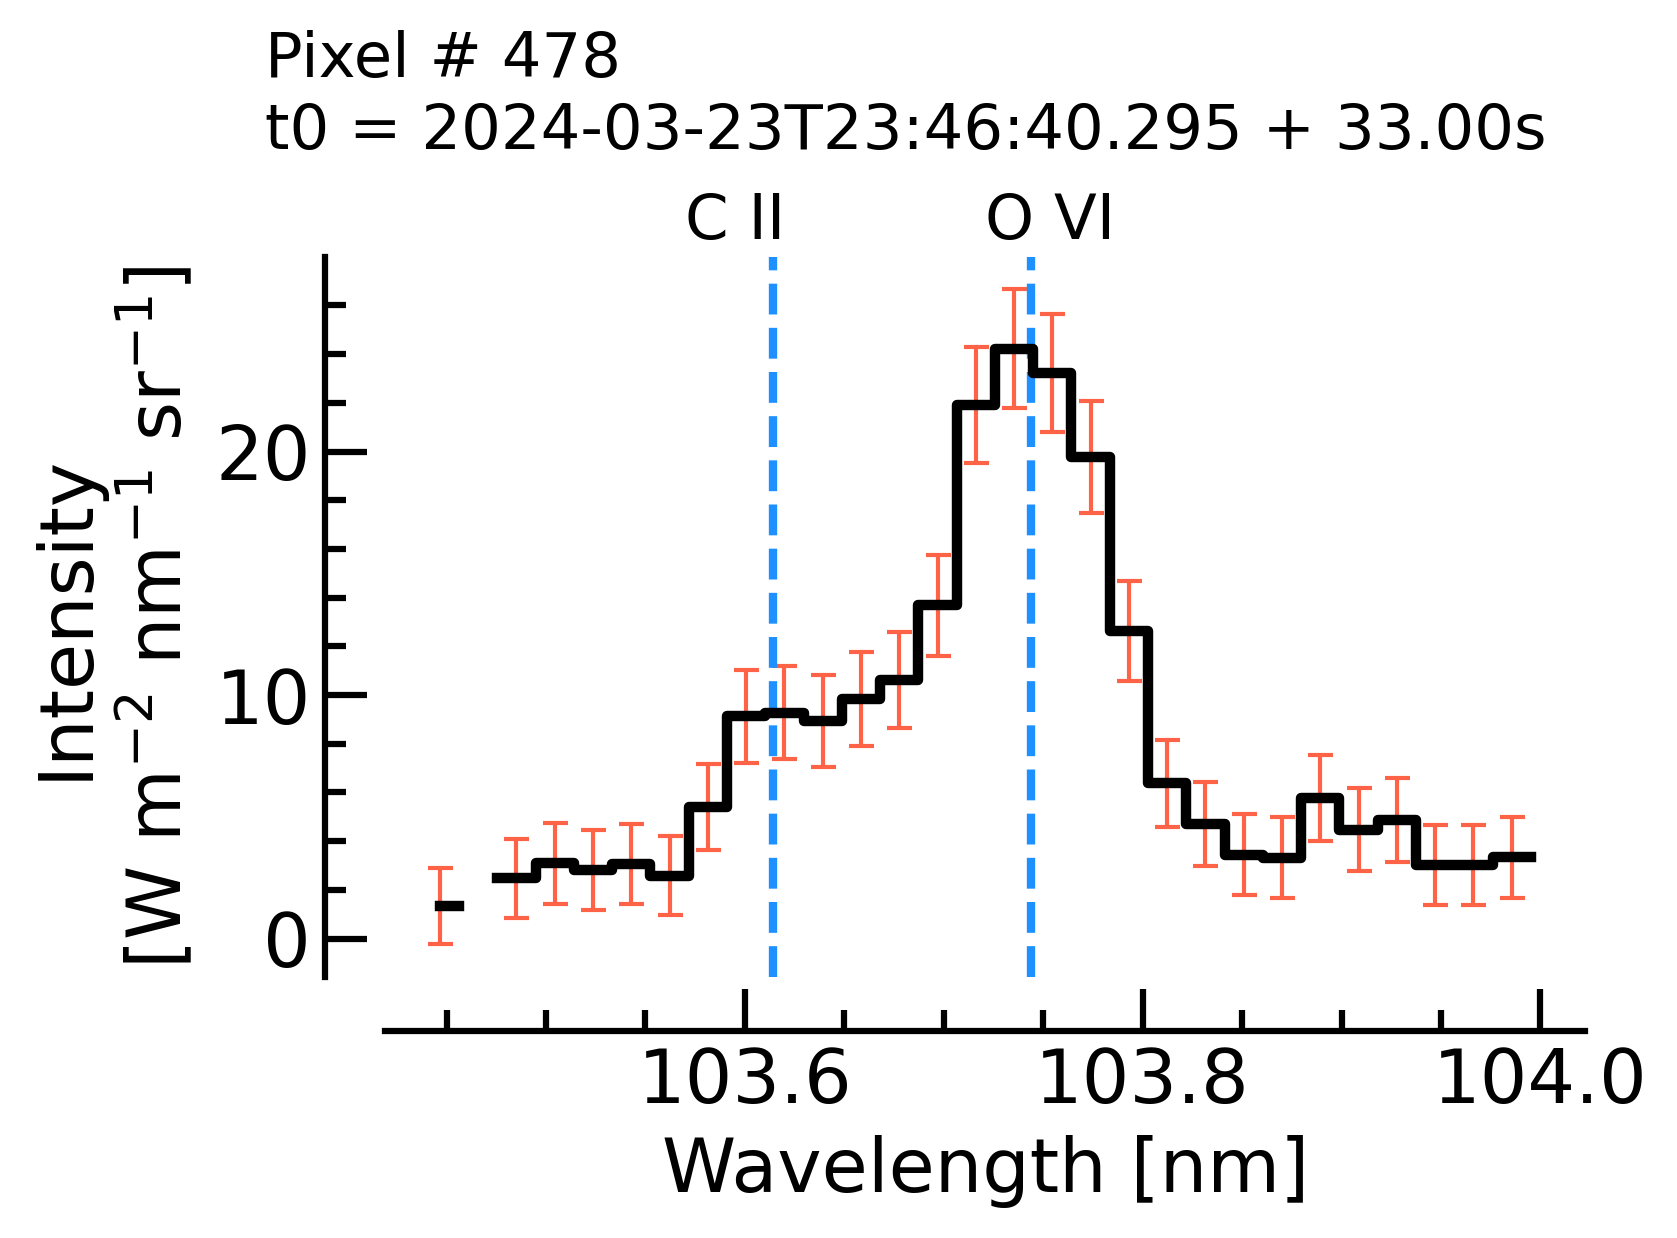 Pixel # 478
t0 = 2024-03-23T23:46:40.295 + 33.00s
C II
O VI
Intensity
[W m⁻² nm⁻¹ sr⁻¹]
20
10
0
103.6
103.8
104.0
Wavelength [nm]